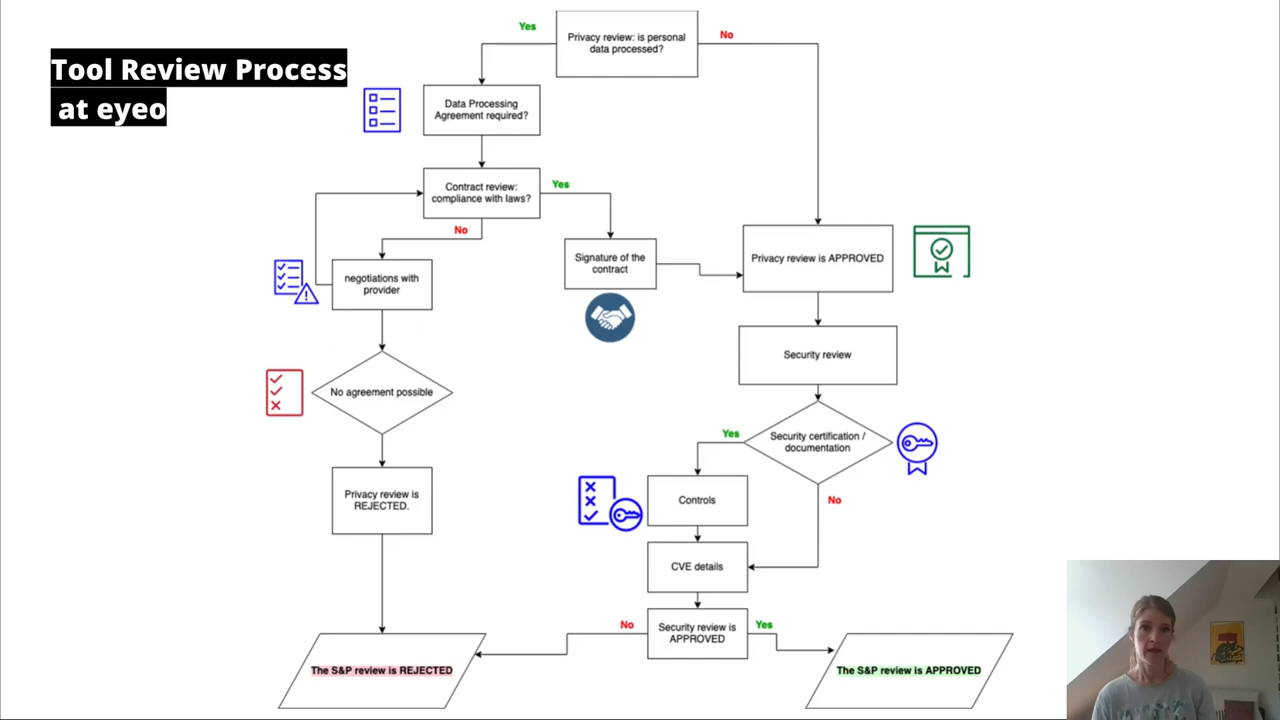 Tool Review Process
at eyeo
Yes
Privacy review: is personal
data processed?
No
Data Processing
Agreement required?
Contract review:
compliance with laws?
Yes
No
negotiations with
provider
Signature of the
contract
Privacy review is APPROVED
Security review
No agreement possible
Security certification /
documentation
Yes
No
Privacy review is
REJECTED.
Controls
CVE details
Security review is
APPROVED
No
Yes
The S&P review is REJECTED
The S&P review is APPROVED